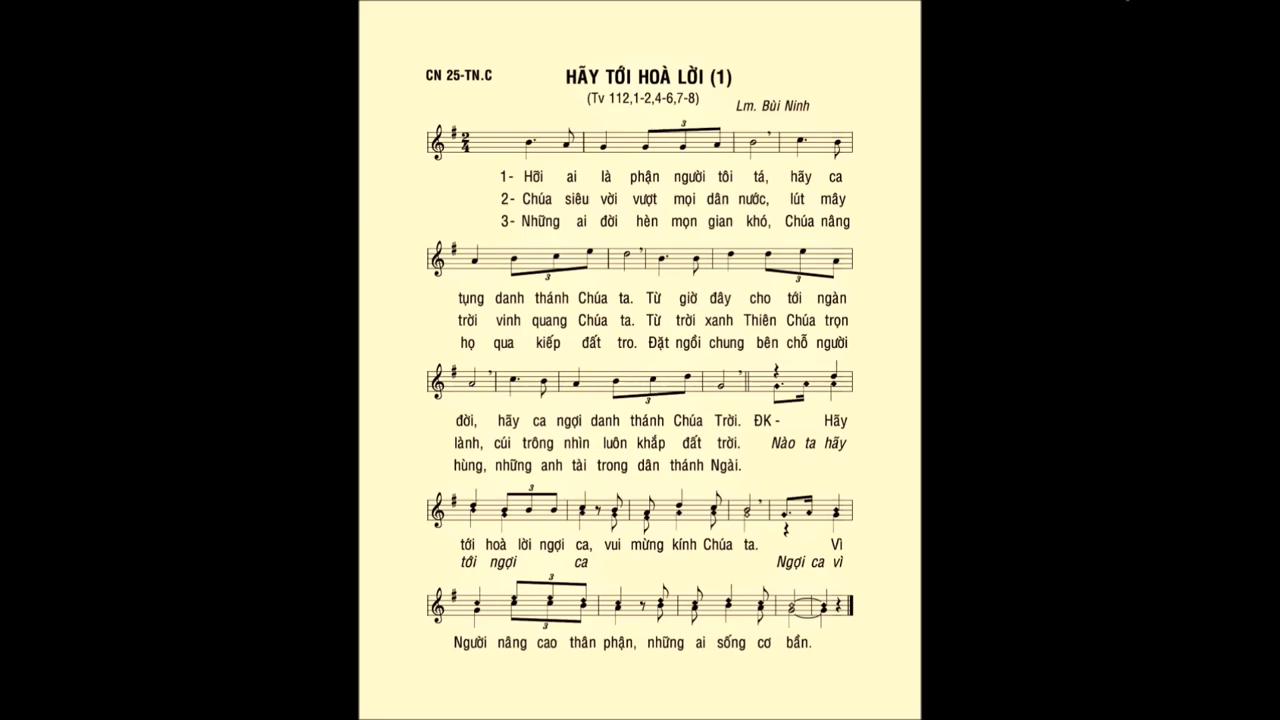 CN 25-TN.C
HÃY TỚI HOÀ LỜI (1)
(Tv 112,1-2,4-6,7-8)
Lm. Bùi Ninh
1- Hỡi ai là phận người tôi tá, hãy ca
2- Chúa siêu vời vượt mọi dân nước, lút mây
3- Những ai đời hèn mọn gian khó, Chúa nâng
tụng danh thánh Chúa ta. Từ giờ đây cho tới ngàn
trời vinh quang Chúa ta. Từ trời xanh Thiên Chúa trọn
họ qua kiếp đất tro. Đặt ngồi chung bên chỗ người
đời, hãy ca ngợi danh thánh Chúa Trời. ĐK - Hãy
lành, cúi trông nhìn luôn khắp đất trời. Nào ta hãy
hùng, những anh tài trong dân thánh Ngài.
tới hoà lời ngợi ca, vui mừng kính Chúa ta. Vì
tới ngợi ca Ngợi ca vì
Người nâng cao thân phận, những ai sống cơ bần.